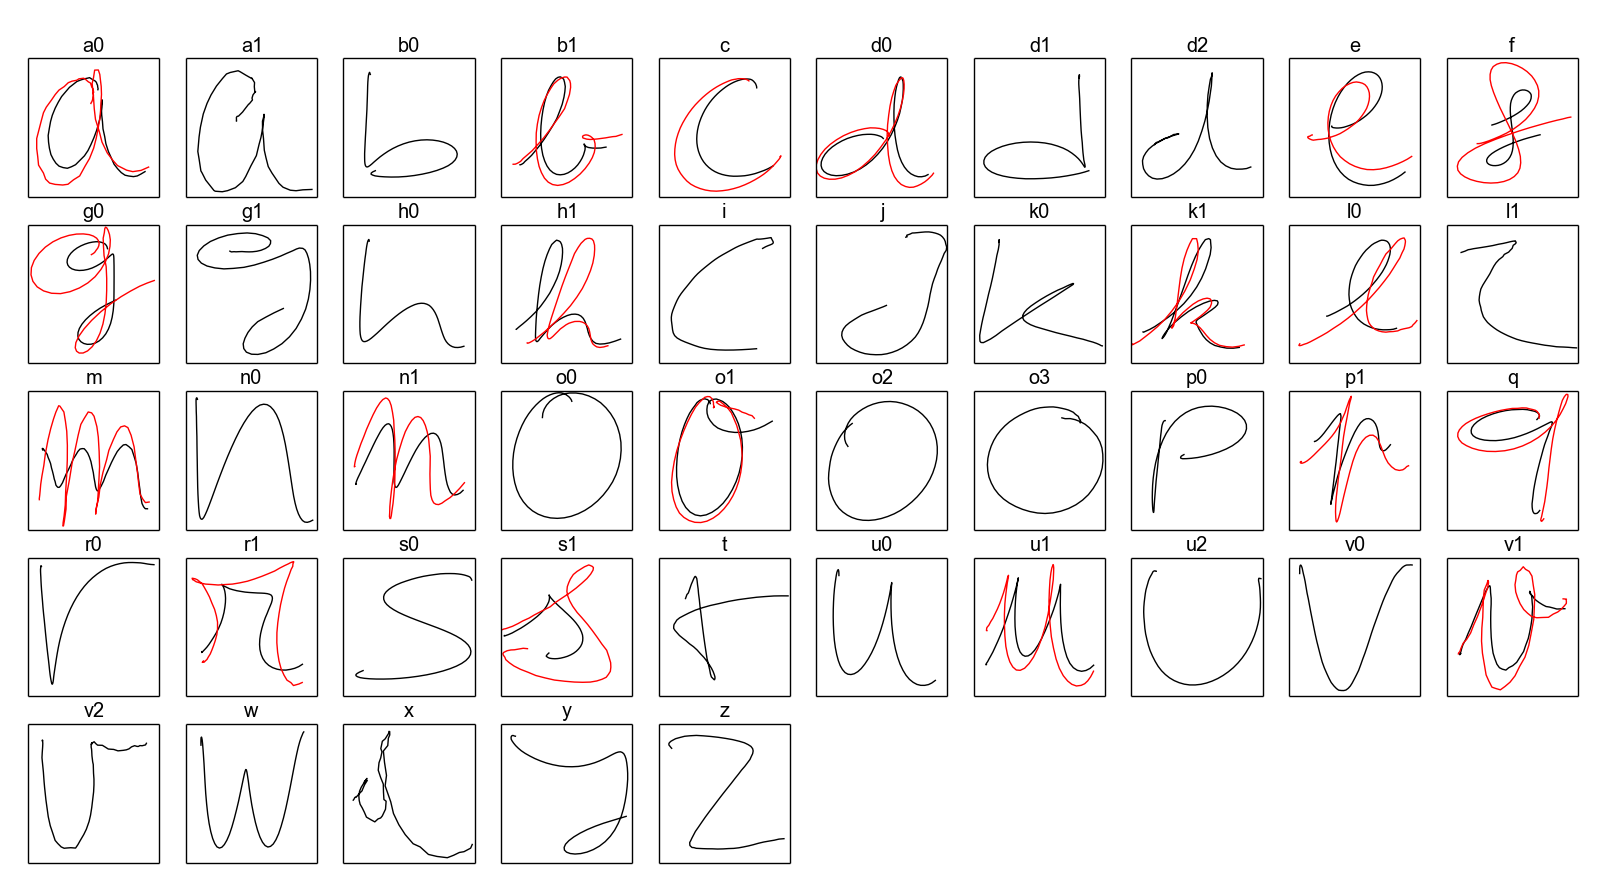 a0 a1 b0 b1 c d0 d1 d2 e f
g0 g1 h0 h1 i j k0 k1 l0 l1
m n0 n1 o0 o1 o2 o3 p0 p1 q
r0 r1 s0 s1 t u0 u1 u2 v0 v1
v2 w x y z